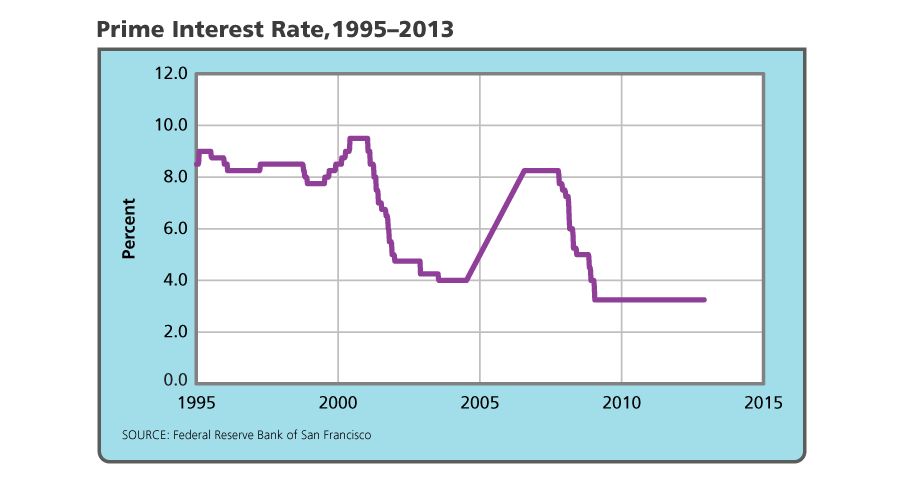 Prime Interest Rate,1995–2013
12.0
10.0
8.0
6.0
4.0
2.0
0.0
Percent
1995 2000 2005 2010 2015
SOURCE: Federal Reserve Bank of San Francisco